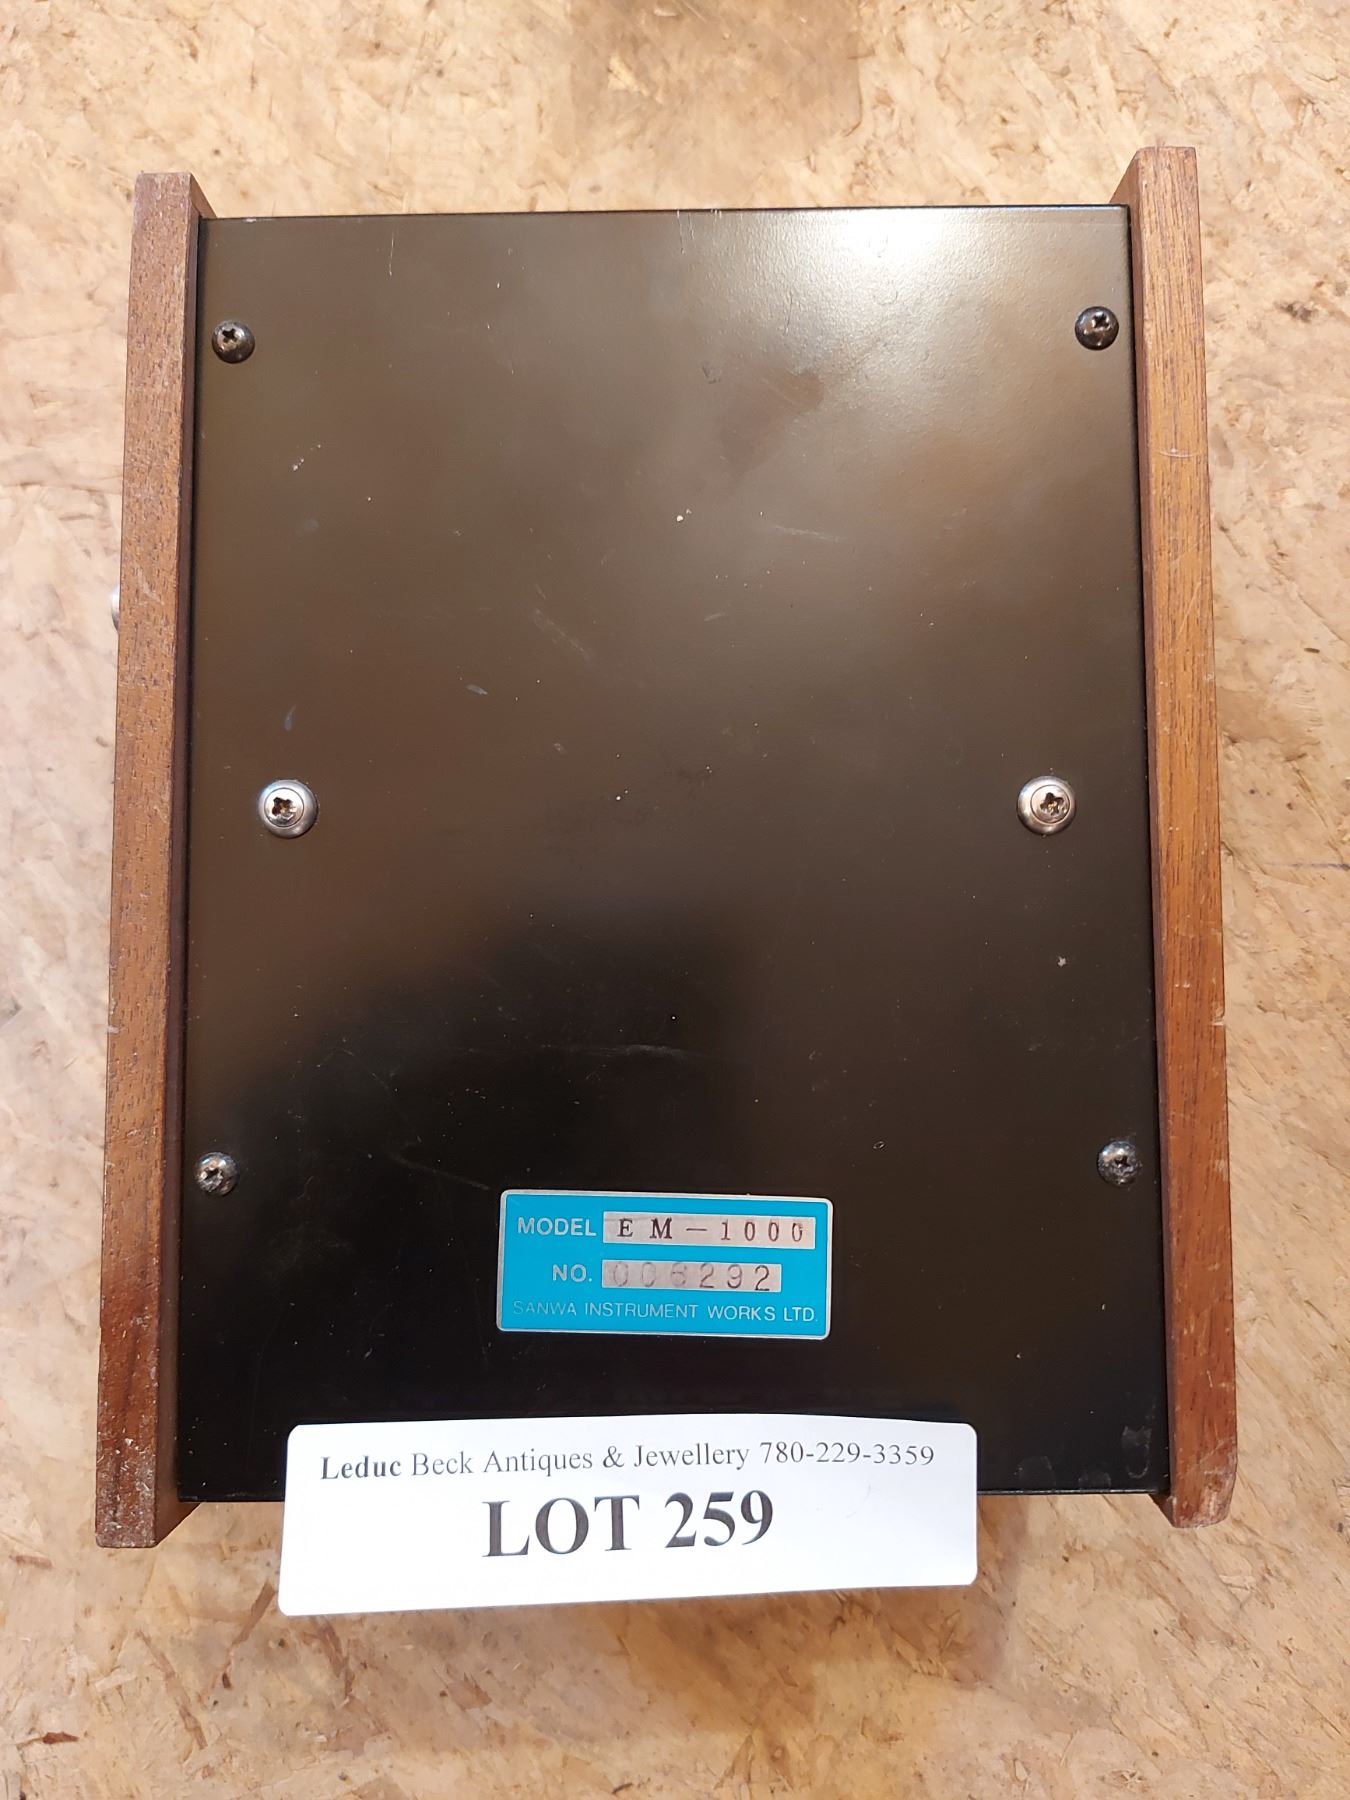 MODEL EM-1000
NO. 006292
SANWA INSTRUMENT WORKS LTD.
Leduc Beck Antiques & Jewellery 780-229-3359
LOT 259